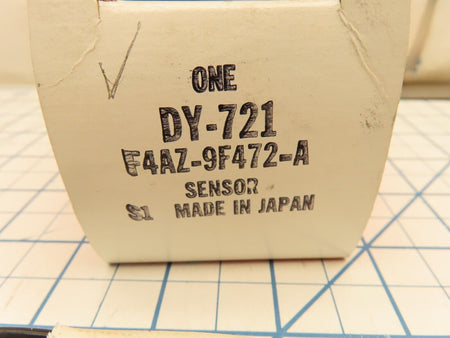 ONE
DY-721
F4AZ-9F472-A
SENSOR
S1 MADE IN JAPAN